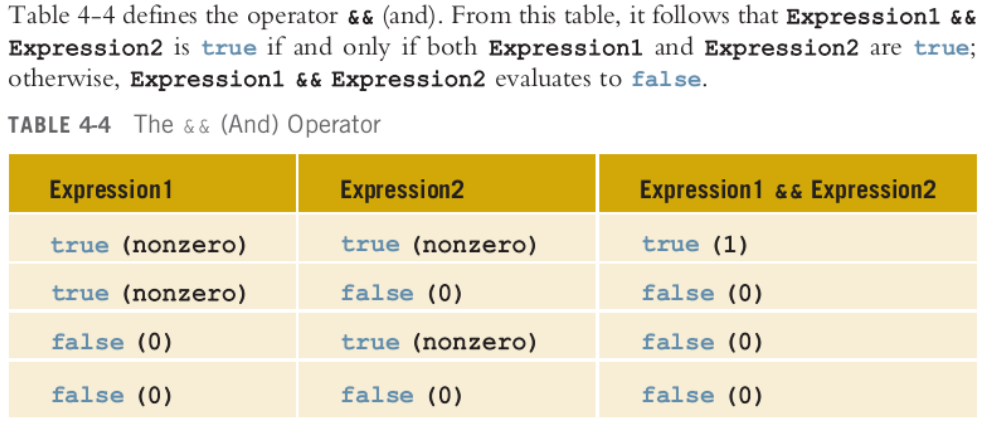 Table 4-4 defines the operator && (and). From this table, it follows that Expression1 &&
Expression2 is true if and only if both Expression1 and Expression2 are true;
otherwise, Expression1 && Expression2 evaluates to false.
TABLE 4-4 The && (And) Operator
Expression1 Expression2 Expression1 && Expression2
true (nonzero) true (nonzero) true (1)
true (nonzero) false (0) false (0)
false (0) true (nonzero) false (0)
false (0) false (0) false (0)